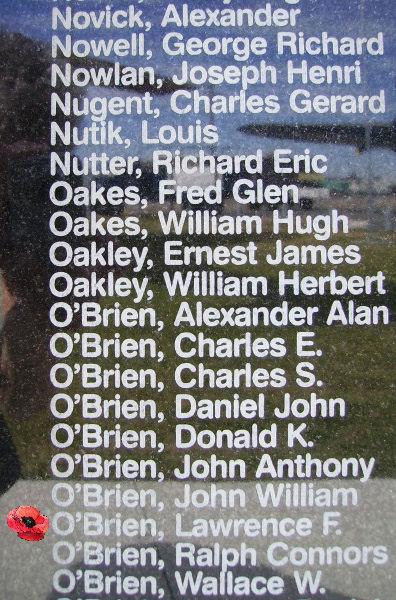 Novick, Alexander
Nowell, George Richard
Nowlan, Joseph Henri
Nugent, Charles Gerard
Nutik, Louis
Nutter, Richard Eric
Oakes, Fred Glen
Oakes, William Hugh
Oakley, Ernest James
Oakley, William Herbert
O'Brien, Alexander Alan
O'Brien, Charles E.
O'Brien, Charles S.
O'Brien, Daniel John
O'Brien, Donald K.
O'Brien, John Anthony
O'Brien, John William
O'Brien, Lawrence F.
O'Brien, Ralph Connors
O'Brien, Wallace W.